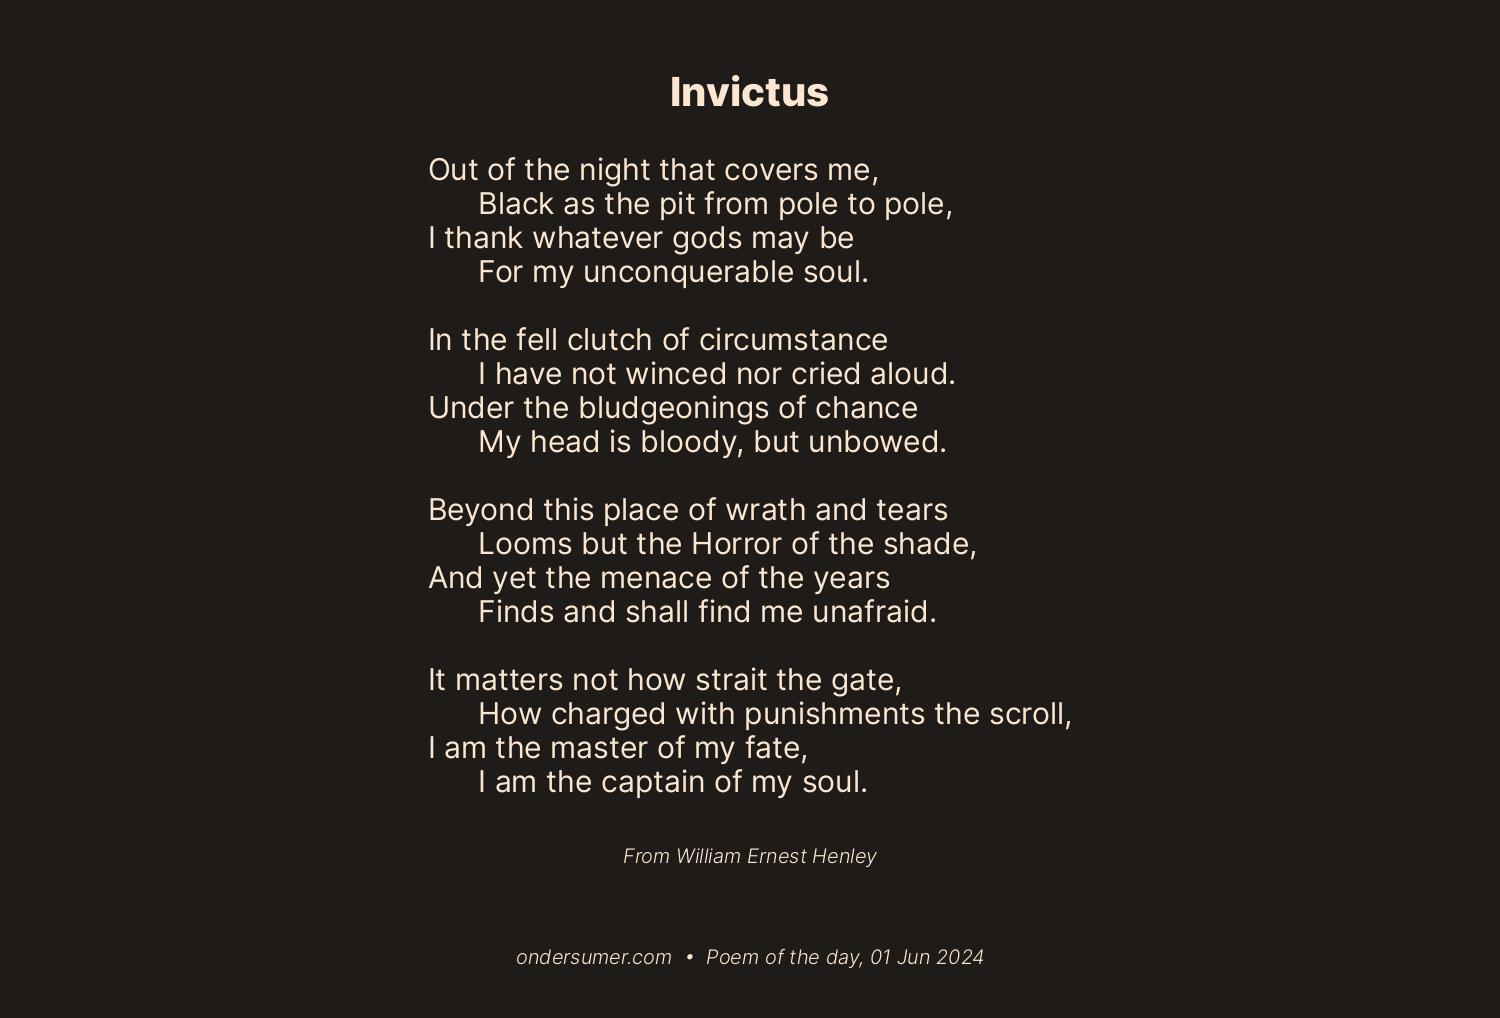 Invictus
Out of the night that covers me,
Black as the pit from pole to pole,
I thank whatever gods may be
For my unconquerable soul.
In the fell clutch of circumstance
I have not winced nor cried aloud.
Under the bludgeonings of chance
My head is bloody, but unbowed.
Beyond this place of wrath and tears
Looms but the Horror of the shade,
And yet the menace of the years
Finds and shall find me unafraid.
It matters not how strait the gate,
How charged with punishments the scroll,
I am the master of my fate,
I am the captain of my soul.
From William Ernest Henley
ondersumer.com • Poem of the day, 01 Jun 2024